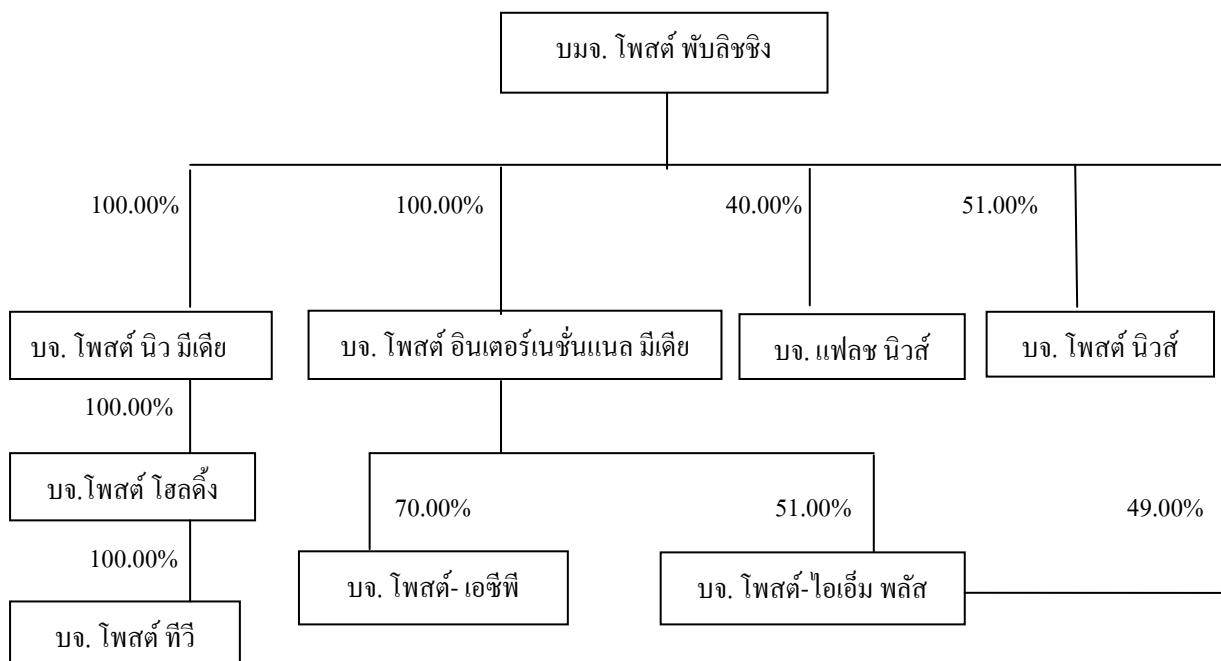 บมจ. โพสต์ พับลิชชิง
100.00% 100.00% 40.00% 51.00%
บจ. โพสต์ นิว มีเดีย บจ. โพสต์ อินเตอร์เนชั่นแนล มีเดีย บจ. แฟลช นิวส์ บจ. โพสต์ นิวส์
100.00%
บจ.โพสต์ โฮลดิ้ง
70.00% 51.00% 49.00%
100.00%
บจ. โพสต์- เอซีพี บจ. โพสต์-ไอเอ็ม พลัส
บจ. โพสต์ ทีวี